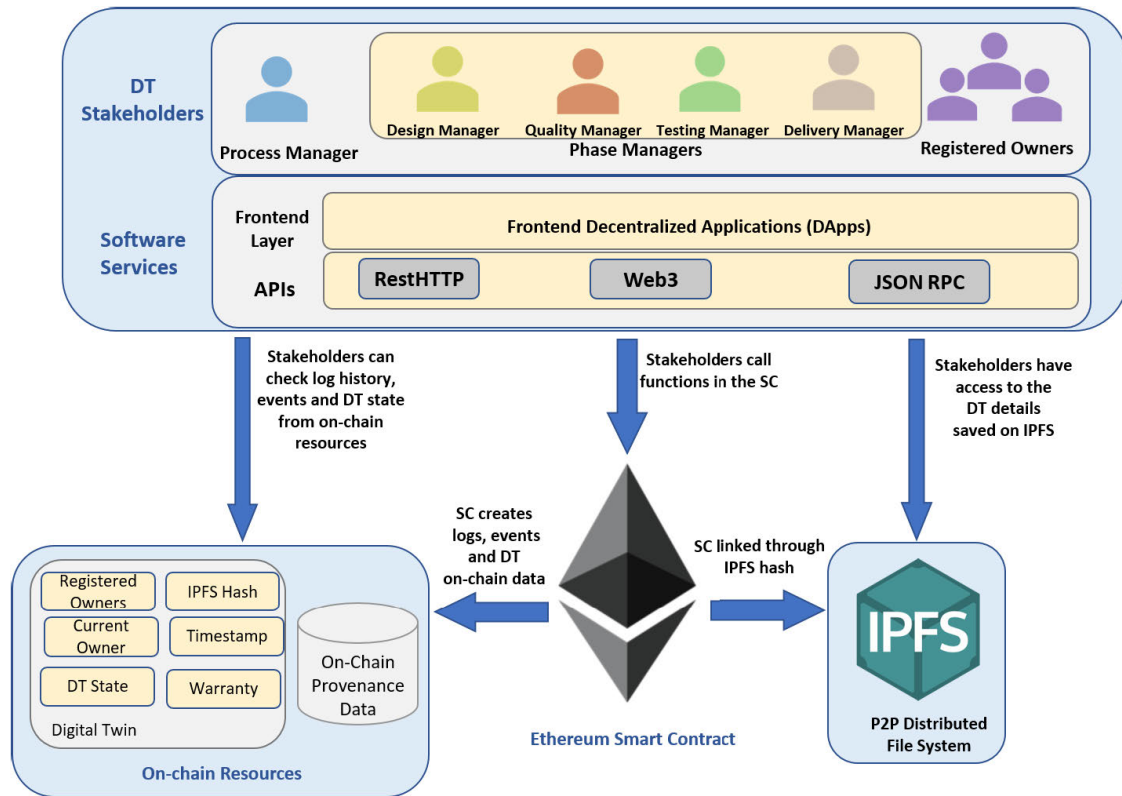 DT
Stakeholders
Process Manager
Design Manager
Quality Manager
Testing Manager
Delivery Manager
Phase Managers
Registered Owners
Software
Services
Frontend
Layer
Frontend Decentralized Applications (DApps)
APIs
RestHTTP
Web3
JSON RPC
Stakeholders can
check log history,
events and DT state
from on-chain
resources
Stakeholders call
functions in the SC
Stakeholders have
access to the
DT details
saved on IPFS
SC creates
logs, events
and DT
on-chain data
SC linked through
IPFS hash
Registered
Owners
IPFS Hash
Current
Owner
Timestamp
DT State
Warranty
Digital Twin
On-Chain
Provenance
Data
On-chain Resources
Ethereum Smart Contract
IPFS
P2P Distributed
File System